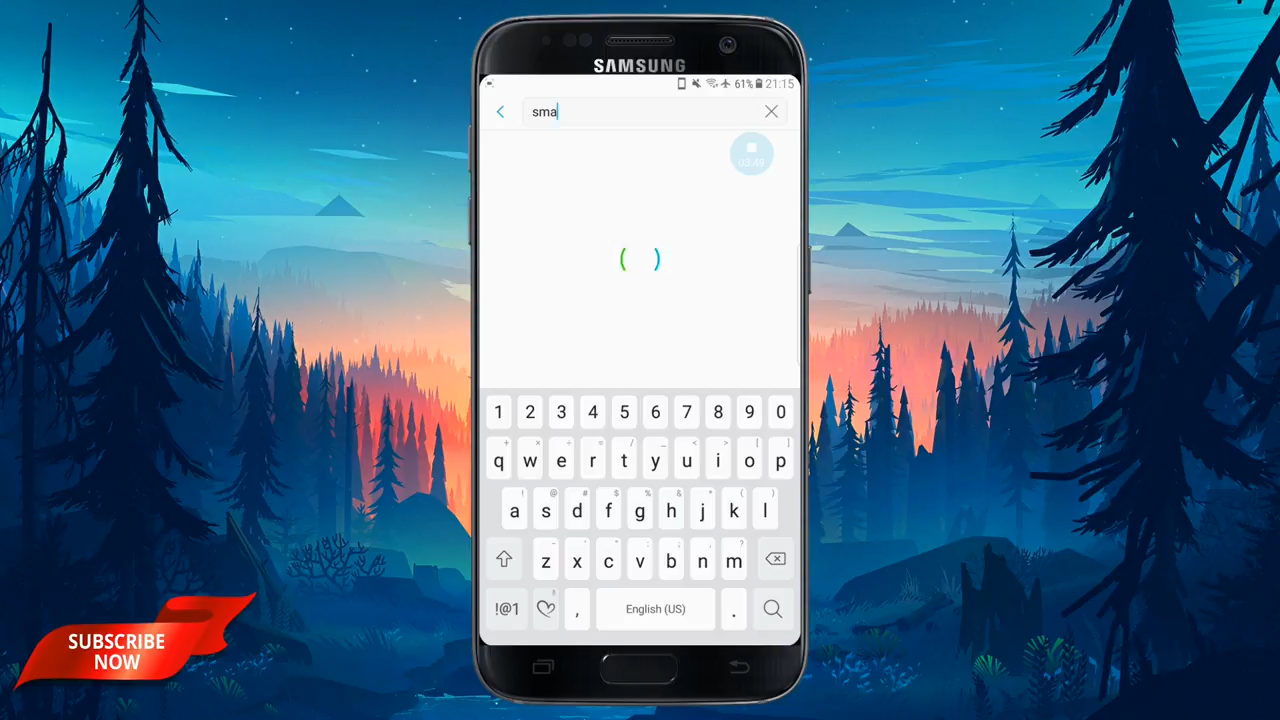 SAMSUNG
61% 21:15
sma
03:49
1 2 3 4 5 6 7 8 9 0
+ × ÷ = / _ < > [ ]
q w e r t y u i o p
! @ # $ % & * ( )
a s d f g h j k l
- ' " : ; , ?
z x c v b n m
!@1 , English (US) .
SUBSCRIBE
NOW